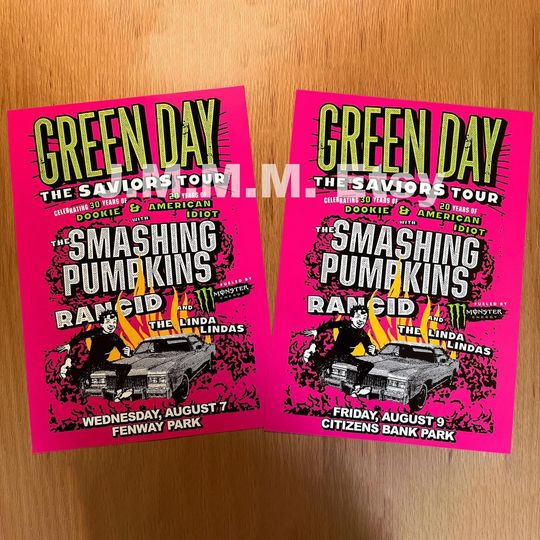 GREEN DAY
THE SAVIORS TOUR
CELEBRATING 30 YEARS OF DOOKIE & 20 YEARS OF AMERICAN IDIOT
WITH
THE SMASHING
PUMPKINS
FUELED BY
MONSTER
ENERGY
RANCID AND
THE LINDA
LINDAS
WEDNESDAY, AUGUST 7
FENWAY PARK
GREEN DAY
THE SAVIORS TOUR
CELEBRATING 30 YEARS OF DOOKIE & 20 YEARS OF AMERICAN IDIOT
WITH
THE SMASHING
PUMPKINS
FUELED BY
MONSTER
ENERGY
RANCID AND
THE LINDA
LINDAS
FRIDAY, AUGUST 9
CITIZENS BANK PARK
J.M.M.M. Etsy